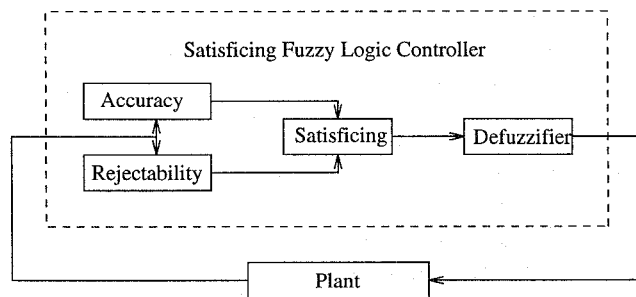 Satisficing Fuzzy Logic Controller
Accuracy
Satisficing
Defuzzifier
Rejectability
Plant